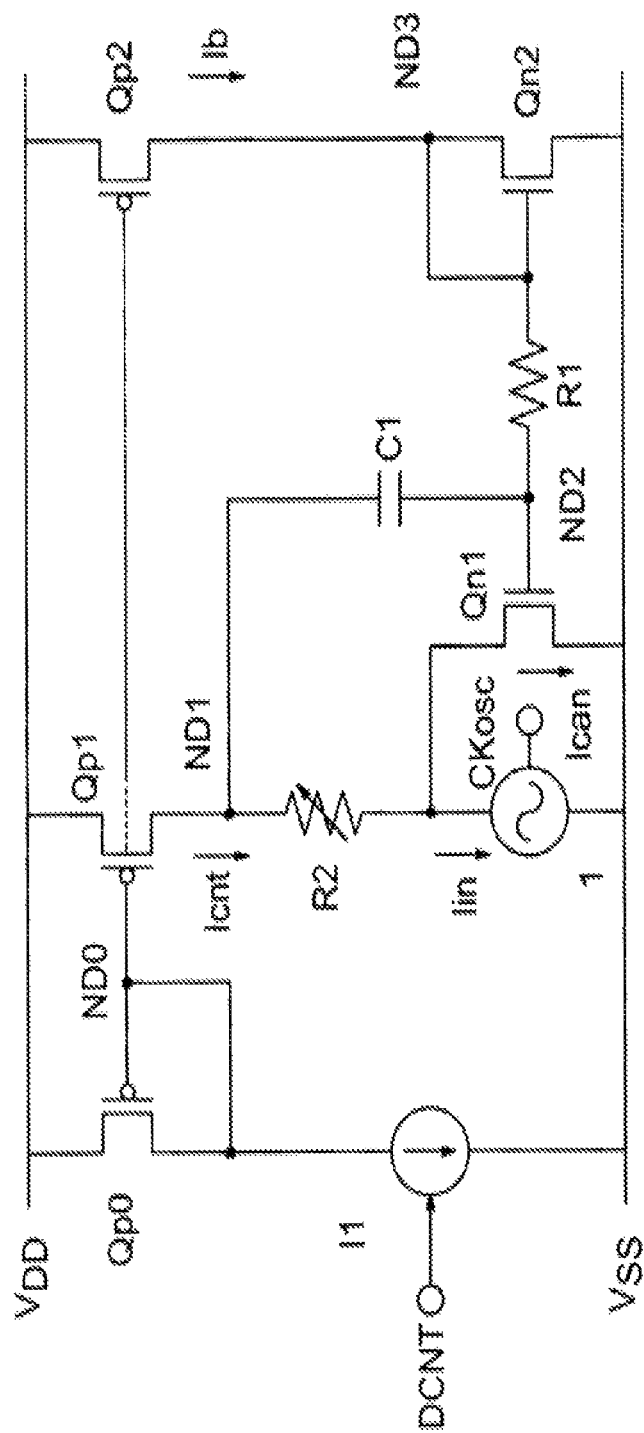 VDD
Qp0
ND0
Qp1
Qp2
Icnt
ND1
Ib
R2
C1
ND3
I1
DCNT
Iin
CKosc
Qn1
ND2
R1
Qn2
1
Ican
VSS